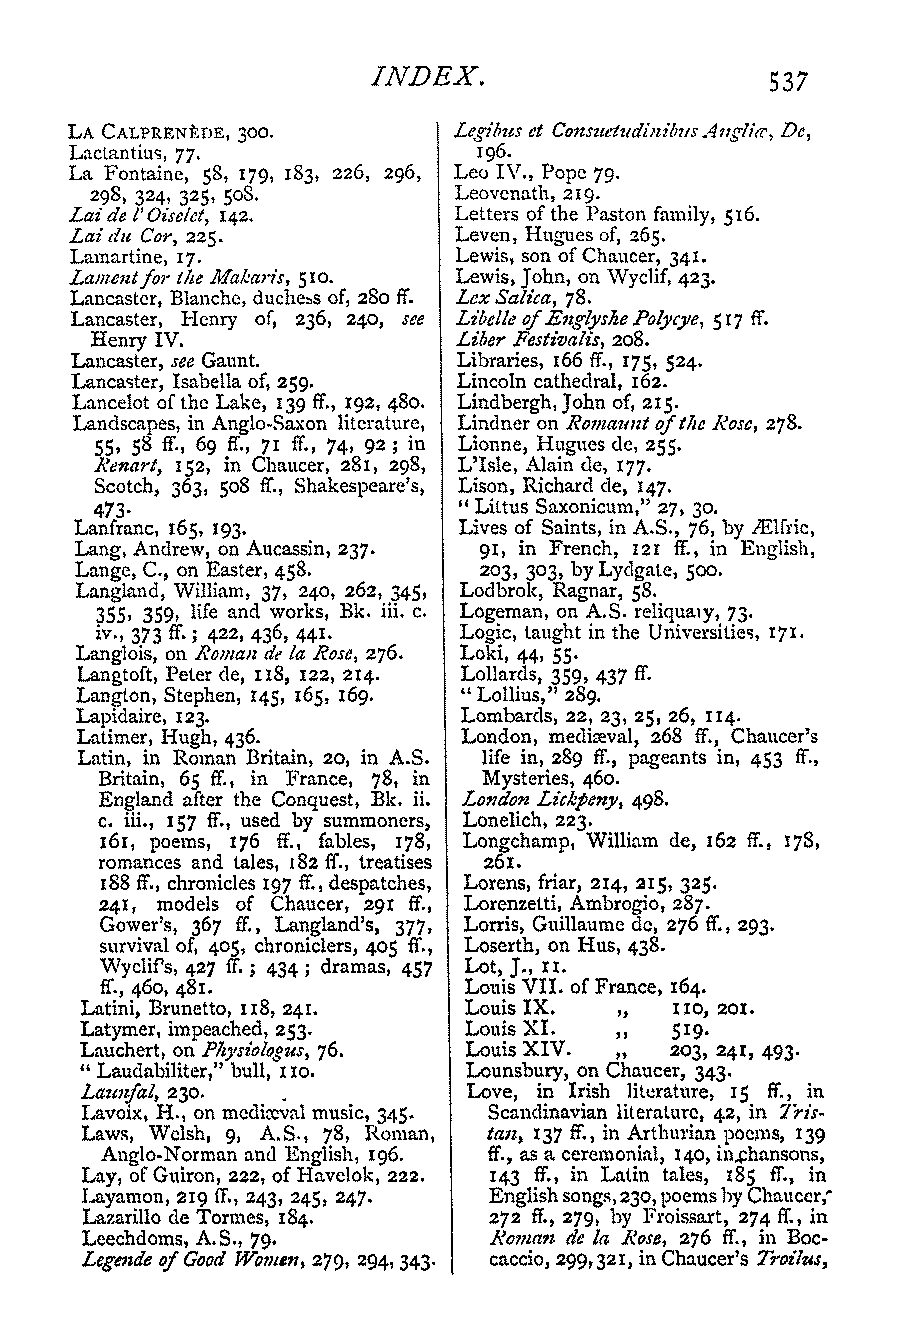 INDEX.
537
LA CALPRENÈDE, 300.
Lactantius, 77.
La Fontaine, 58, 179, 183, 226, 296,
298, 324, 325, 508.
Lai de l'Oiselet, 142.
Lai du Cor, 225.
Lamartine, 17.
Lament for the Makaris, 510.
Lancaster, Blanche, duchess of, 280 ff.
Lancaster, Henry of, 236, 240, see
Henry IV.
Lancaster, see Gaunt.
Lancaster, Isabella of, 259.
Lancelot of the Lake, 139 ff., 192, 480.
Landscapes, in Anglo-Saxon literature,
55, 58 ff., 69 ff., 71 ff., 74, 92; in
Renart, 152, in Chaucer, 281, 298,
Scotch, 363, 508 ff., Shakespeare's,
473.
Lanfranc, 165, 193.
Lang, Andrew, on Aucassin, 237.
Lange, C., on Easter, 458.
Langland, William, 37, 240, 262, 345,
355, 359, life and works, Bk. iii. c.
iv., 373 ff.; 422, 436, 441.
Langlois, on Roman de la Rose, 276.
Langtoft, Peter de, 118, 122, 214.
Langton, Stephen, 145, 165, 169.
Lapidaire, 123.
Latimer, Hugh, 436.
Latin, in Roman Britain, 20, in A.S.
Britain, 65 ff., in France, 78, in
England after the Conquest, Bk. ii.
c. iii., 157 ff., used by summoners,
161, poems, 176 ff., fables, 178,
romances and tales, 182 ff., treatises
188 ff., chronicles 197 ff., despatches,
241, models of Chaucer, 291 ff.,
Gower's, 367 ff., Langland's, 377,
survival of, 405, chroniclers, 405 ff.,
Wyclif's, 427 ff.; 434; dramas, 457
ff., 460, 481.
Latini, Brunetto, 118, 241.
Latymer, impeached, 253.
Lauchert, on Physiologus, 76.
"Laudabiliter," bull, 110.
Launfal, 230.
Lavoix, H., on mediæval music, 345.
Laws, Welsh, 9, A.S., 78, Roman,
Anglo-Norman and English, 196.
Lay, of Guiron, 222, of Havelok, 222.
Layamon, 219 ff., 243, 245, 247.
Lazarillo de Tormes, 184.
Leechdoms, A.S., 79.
Legende of Good Women, 279, 294, 343.
Legibus et Consuetudinibus Angliæ, De,
196.
Leo IV., Pope 79.
Leovenath, 219.
Letters of the Paston family, 516.
Leven, Hugues of, 265.
Lewis, son of Chaucer, 341.
Lewis, John, on Wyclif, 423.
Lex Salica, 78.
Libelle of Englyshe Polycye, 517 ff.
Liber Festivalis, 208.
Libraries, 166 ff., 175, 524.
Lincoln cathedral, 162.
Lindbergh, John of, 215.
Lindner on Romaunt of the Rose, 278.
Lionne, Hugues de, 255.
L'Isle, Alain de, 177.
Lison, Richard de, 147.
"Littus Saxonicum," 27, 30.
Lives of Saints, in A.S., 76, by Ælfric,
91, in French, 121 ff., in English,
203, 303, by Lydgate, 500.
Lodbrok, Ragnar, 58.
Logeman, on A.S. reliquary, 73.
Logic, taught in the Universities, 171.
Loki, 44, 55.
Lollards, 359, 437 ff.
"Lollius," 289.
Lombards, 22, 23, 25, 26, 114.
London, mediæval, 268 ff., Chaucer's
life in, 289 ff., pageants in, 453 ff.,
Mysteries, 460.
London Lickpeny, 498.
Lonelich, 223.
Longchamp, William de, 162 ff., 178,
261.
Lorens, friar, 214, 215, 325.
Lorenzetti, Ambrogio, 287.
Lorris, Guillaume de, 276 ff., 293.
Loserth, on Hus, 438.
Lot, J., 11.
Louis VII. of France, 164.
Louis IX. „ 110, 201.
Louis XI. „ 519.
Louis XIV. „ 203, 241, 493.
Lounsbury, on Chaucer, 343.
Love, in Irish literature, 15 ff., in
Scandinavian literature, 42, in Tris-
tan, 137 ff., in Arthurian poems, 139
ff., as a ceremonial, 140, in chansons,
143 ff., in Latin tales, 185 ff., in
English songs, 230, poems by Chaucer,
272 ff., 279, by Froissart, 274 ff., in
Roman de la Rose, 276 ff., in Boc-
caccio, 299, 321, in Chaucer's Troilus,